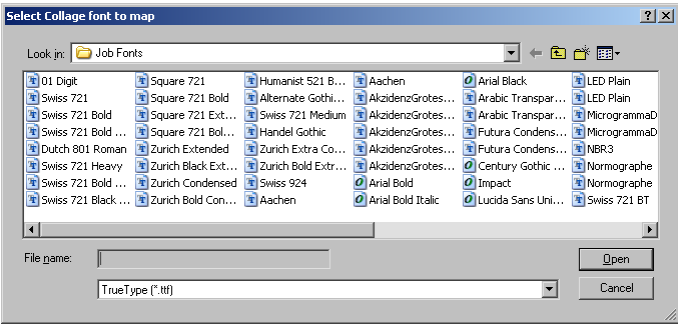 Select Collage font to map
Look in: Job Fonts
01 Digit
Swiss 721
Swiss 721 Bold
Swiss 721 Bold ...
Dutch 801 Roman
Swiss 721 Heavy
Swiss 721 Bold ...
Swiss 721 Black ...
Square 721
Square 721 Bold
Square 721 Ext...
Square 721 Bol...
Zurich Extended
Zurich Black Ext...
Zurich Condensed
Zurich Bold Con...
Humanist 521 B...
Alternate Gothi...
Swiss 721 Medium
Handel Gothic
Zurich Extra Co...
Zurich Bold Extr...
Swiss 924
Aachen
Aachen
AkzidenzGrotes...
AkzidenzGrotes...
AkzidenzGrotes...
AkzidenzGrotes...
AkzidenzGrotes...
Arial Bold
Arial Bold Italic
Arial Black
Arabic Transpar...
Arabic Transpar...
Futura Condens...
Futura Condens...
Century Gothic ...
Impact
Lucida Sans Uni...
LED Plain
LED Plain
MicrogrammaD
MicrogrammaD
NBR3
Normographe
Normographe
Swiss 721 BT
File name:
Open
TrueType (*.ttf)
Cancel